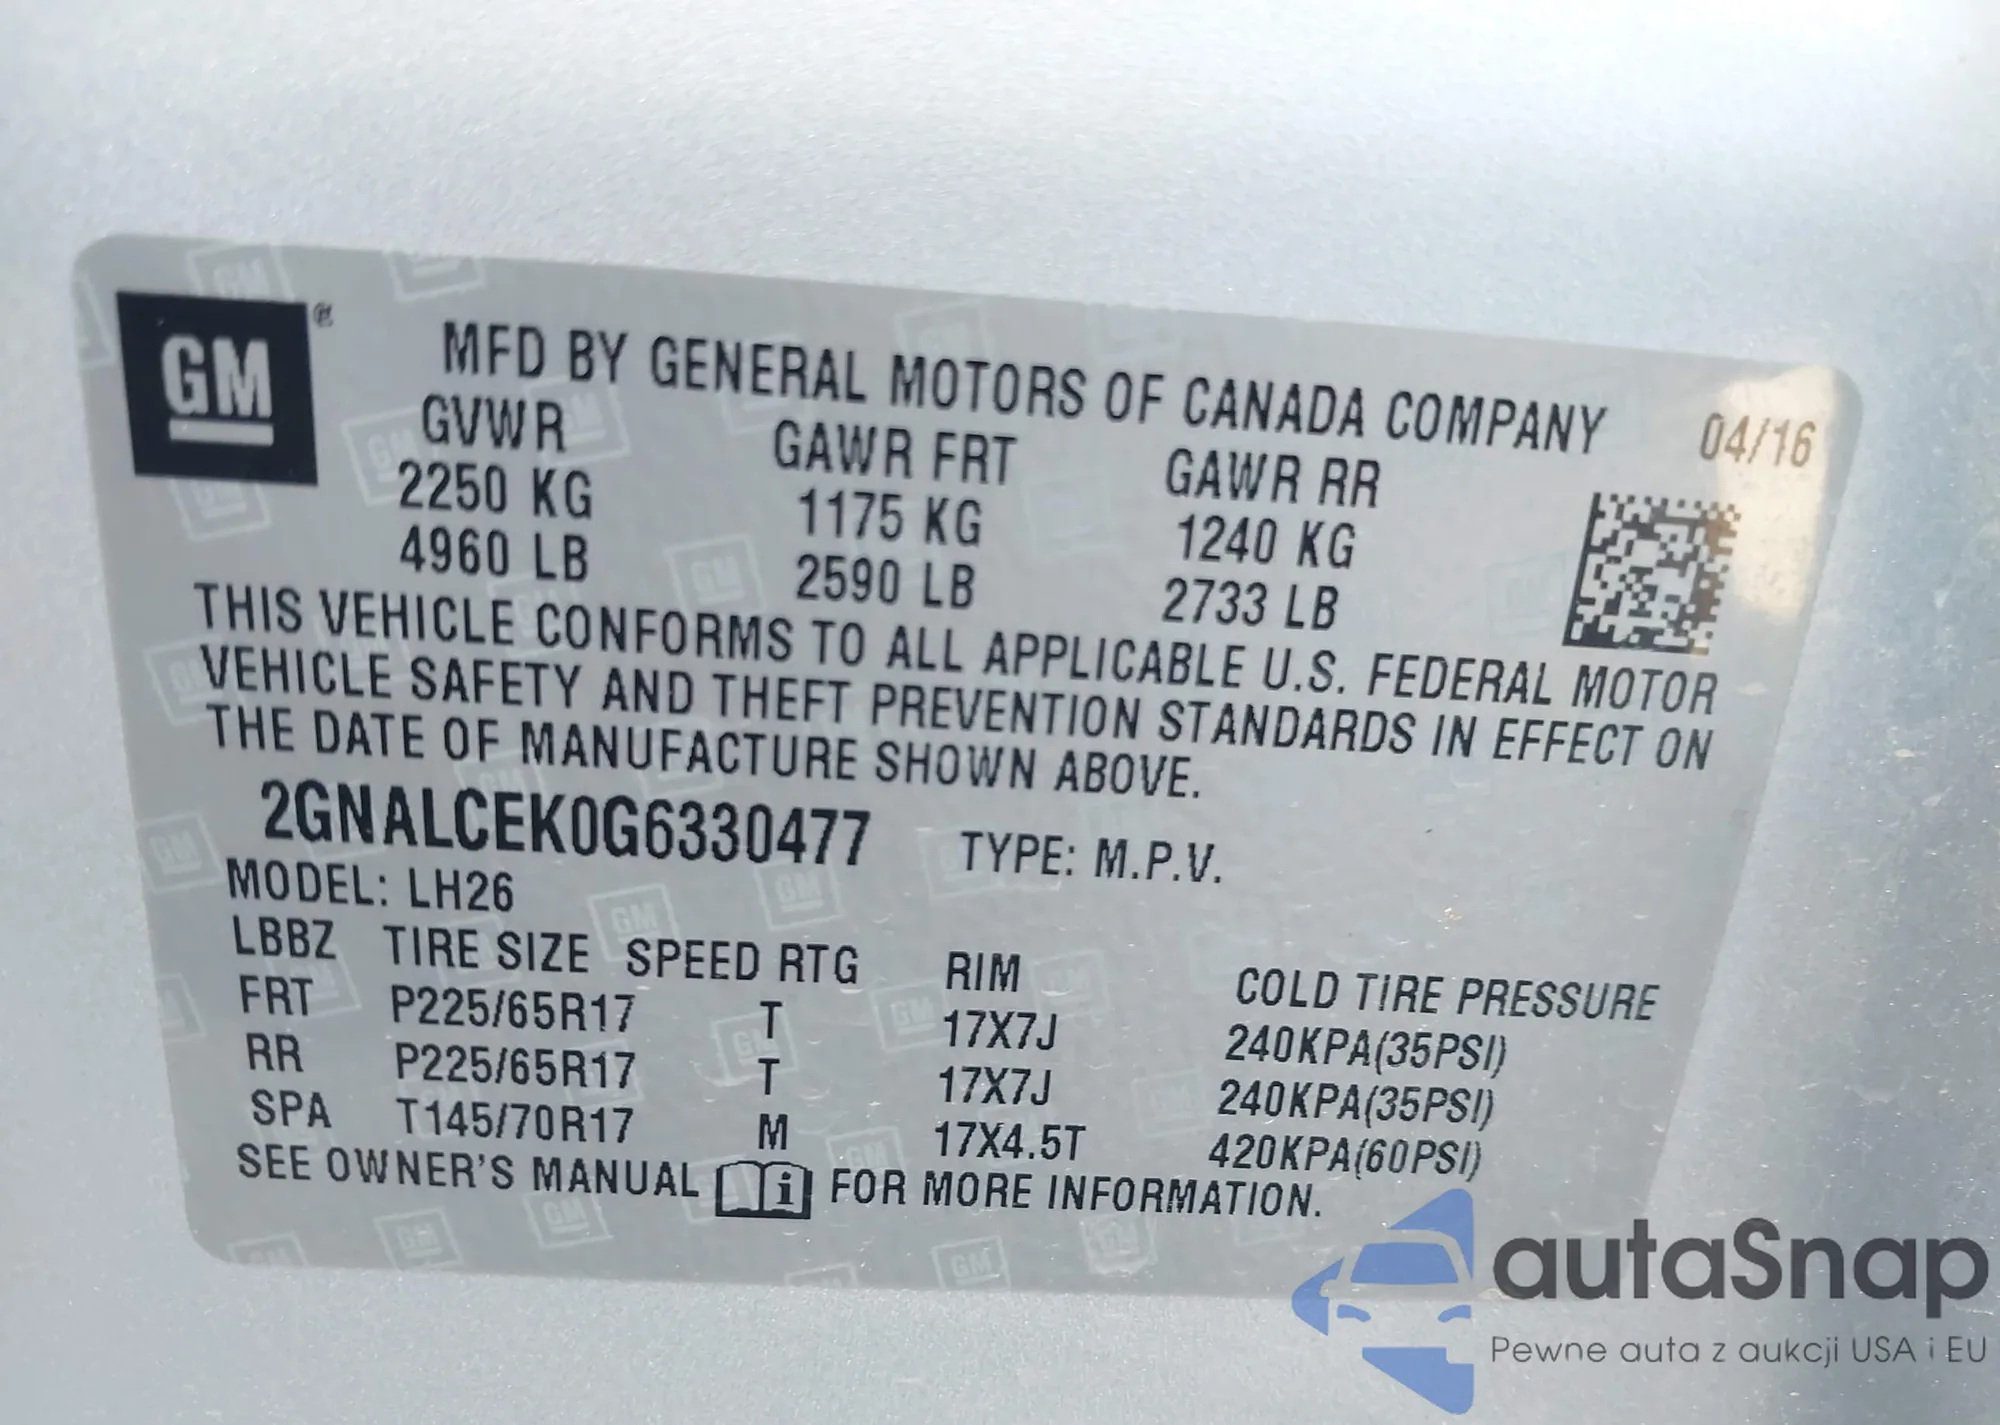 GM ®
MFD BY GENERAL MOTORS OF CANADA COMPANY 04/16
GVWR GAWR FRT GAWR RR
2250 KG 1175 KG 1240 KG
4960 LB 2590 LB 2733 LB
THIS VEHICLE CONFORMS TO ALL APPLICABLE U.S. FEDERAL MOTOR
VEHICLE SAFETY AND THEFT PREVENTION STANDARDS IN EFFECT ON
THE DATE OF MANUFACTURE SHOWN ABOVE.
2GNALCEK0G6330477 TYPE: M.P.V.
MODEL: LH26
LBBZ TIRE SIZE SPEED RTG RIM COLD TIRE PRESSURE
FRT P225/65R17 T 17X7J 240KPA(35PSI)
RR P225/65R17 T 17X7J 240KPA(35PSI)
SPA T145/70R17 M 17X4.5T 420KPA(60PSI)
SEE OWNER'S MANUAL i FOR MORE INFORMATION.
autaSnap
Pewne auta z aukcji USA i EU